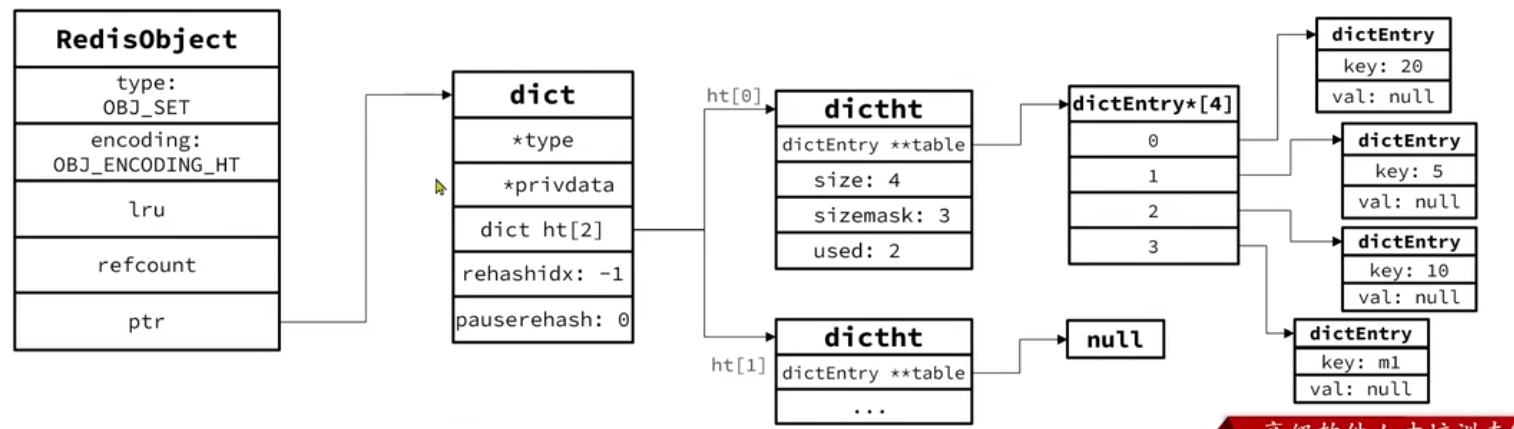 RedisObject
type:
OBJ_SET
encoding:
OBJ_ENCODING_HT
lru
refcount
ptr
dict
*type
*privdata
dict ht[2]
rehashidx: -1
pauserehash: 0
ht[0]
dictht
dictEntry **table
size: 4
sizemask: 3
used: 2
ht[1]
dictht
dictEntry **table
...
dictEntry*[4]
0
1
2
3
null
dictEntry
key: 20
val: null
dictEntry
key: 5
val: null
dictEntry
key: 10
val: null
dictEntry
key: m1
val: null